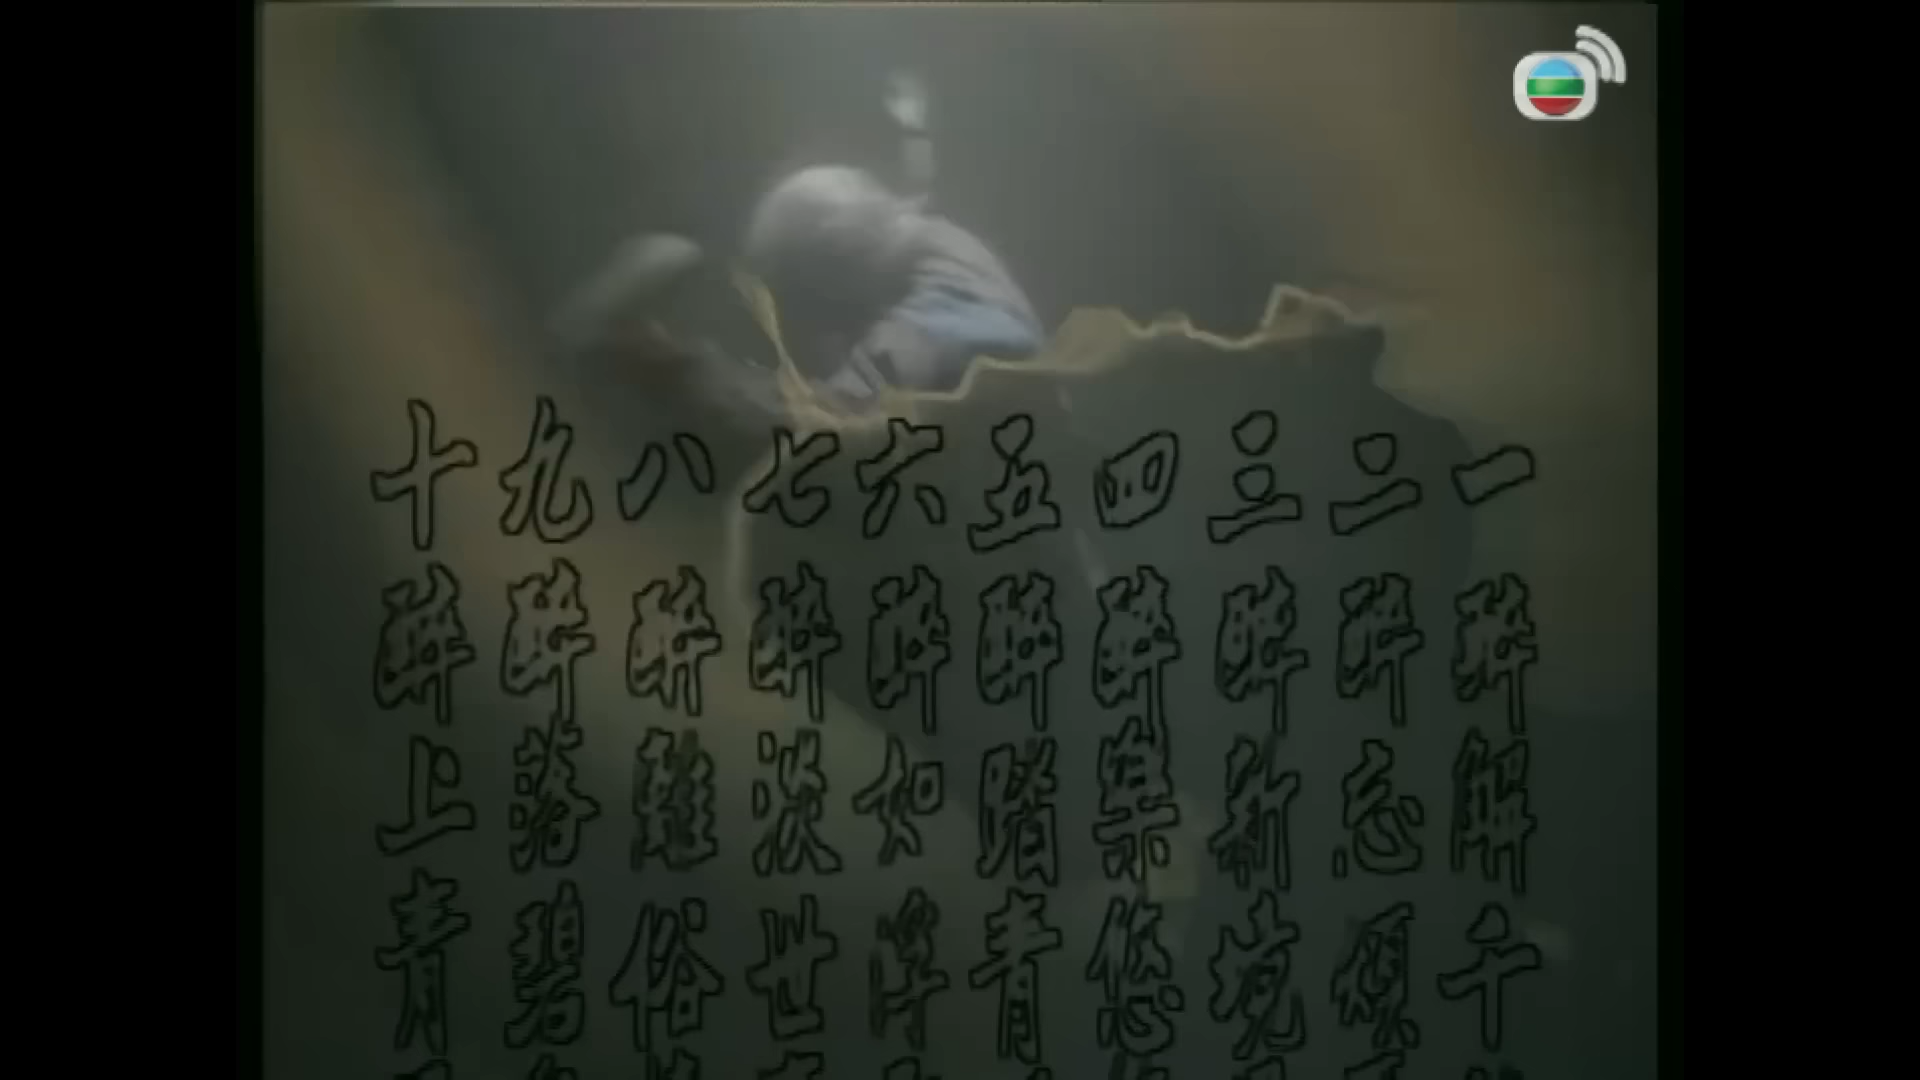 一醉解千
二醉忘煩
三醉新境
四醉樂悠
五醉踏青
六醉如浮
七醉淡世
八醉離俗
九醉落碧
十醉上青